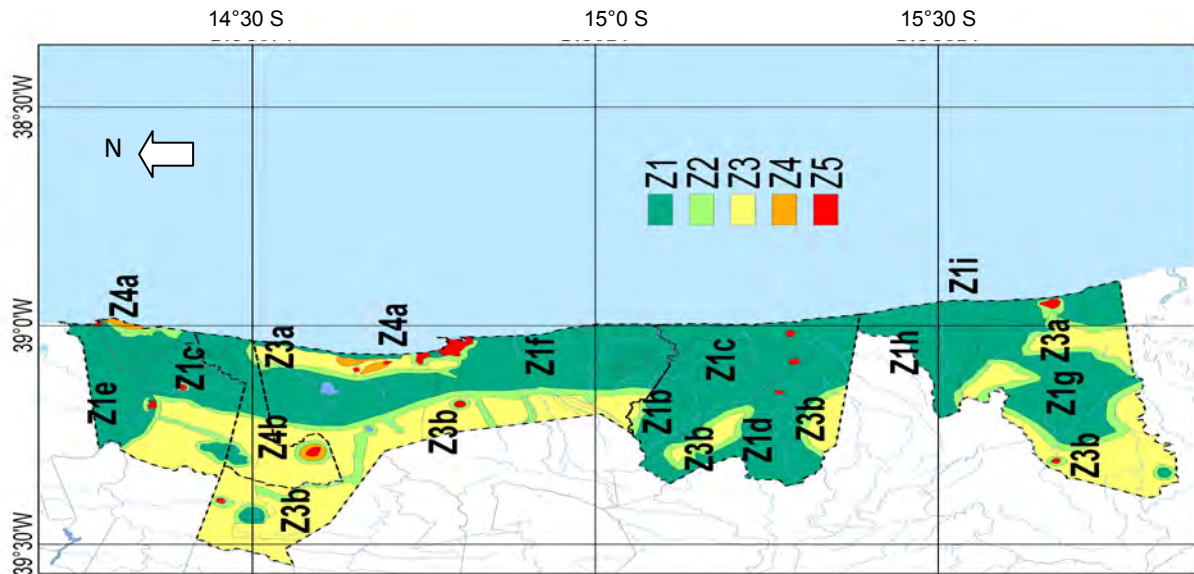 14°30 S
15°0 S
15°30 S
38°30'W
39°0'W
39°30'W
N
Z1
Z2
Z3
Z4
Z5
Z4a
Z1c
Z1e
Z3a
Z4a
Z4b
Z3b
Z3b
Z1f
Z1b
Z3b
Z1c
Z1d
Z3b
Z1h
Z1i
Z3a
Z1g
Z3b